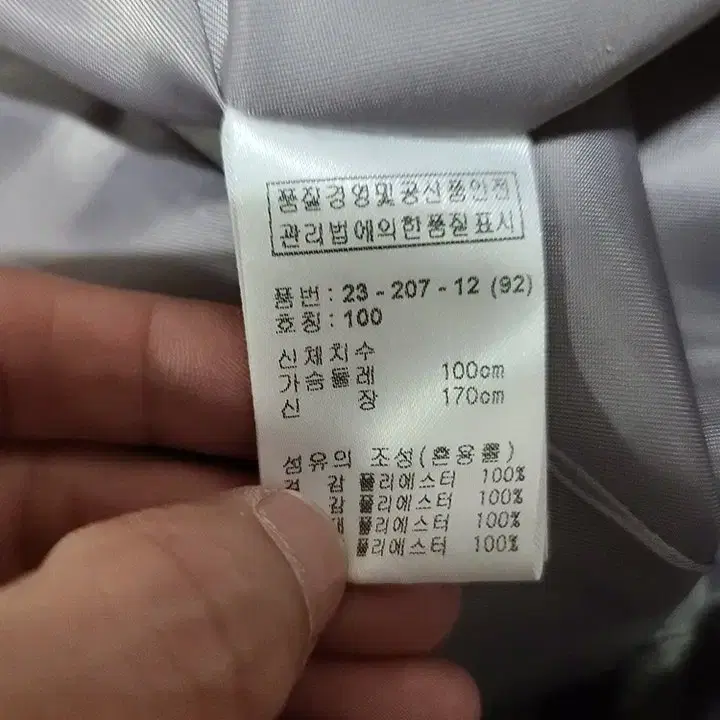 품질경영및공산품안전
관리법에의한품질표시
품번 : 23 - 207 - 12 (92)
호칭 : 100
신체치수
가슴둘레 100cm
신 장 170cm
섬유의 조성(혼용률)
겉 감 폴리에스터 100%
감 폴리에스터 100%
폴리에스터 100%
폴리에스터 100%